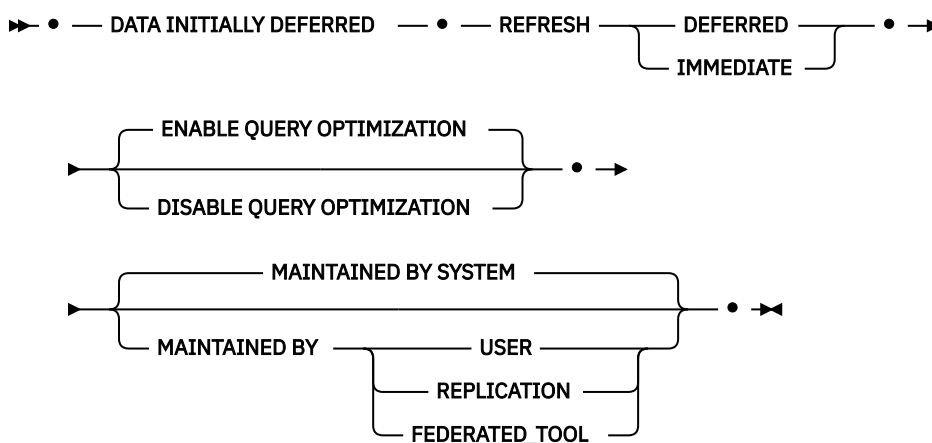 DATA INITIALLY DEFERRED REFRESH DEFERRED
IMMEDIATE
ENABLE QUERY OPTIMIZATION
DISABLE QUERY OPTIMIZATION
MAINTAINED BY SYSTEM
MAINTAINED BY USER
REPLICATION
FEDERATED_TOOL